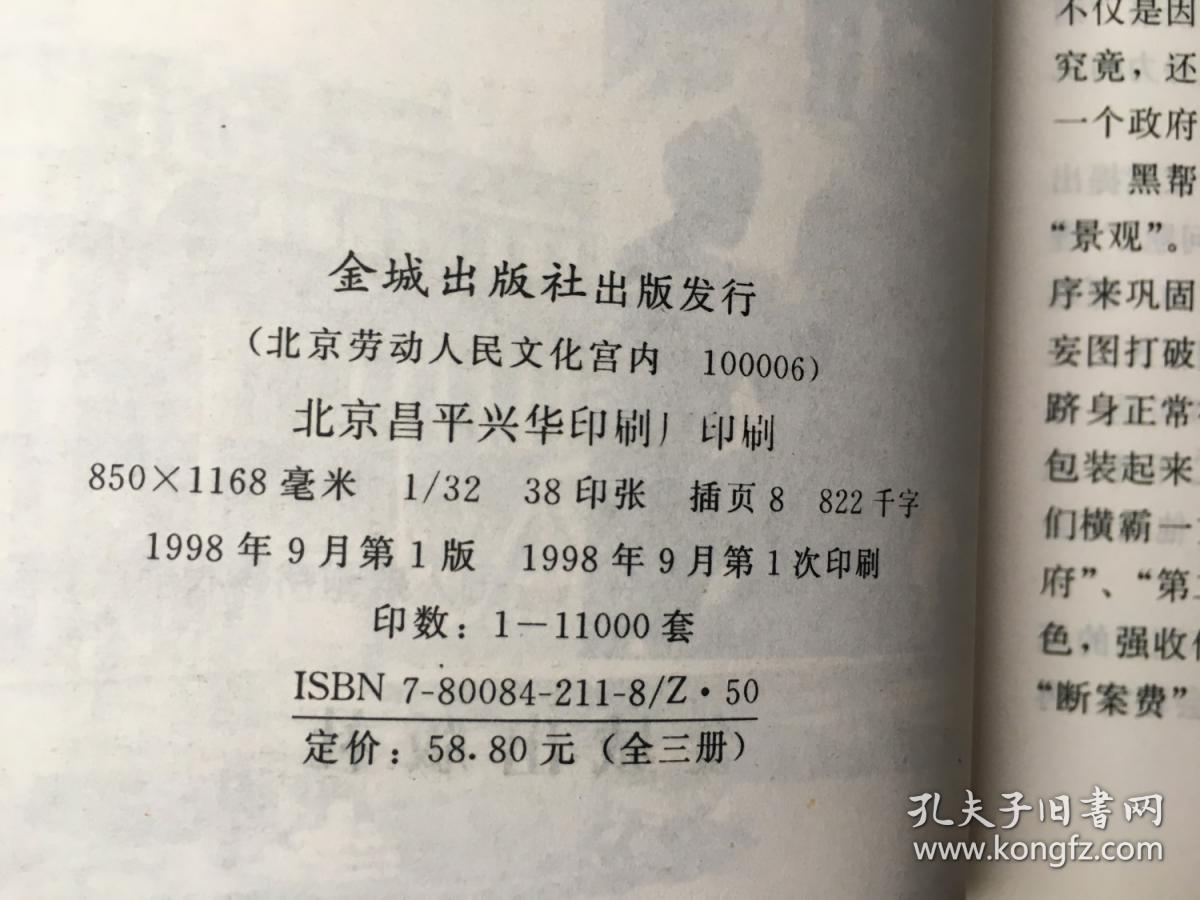 金城出版社出版发行
(北京劳动人民文化宫内 100006)
北京昌平兴华印刷厂印刷
850×1168毫米 1/32 38印张 插页8 822千字
1998年9月第1版 1998年9月第1次印刷
印数：1－11000套
ISBN 7-80084-211-8/Z·50
定价：58.80元（全三册）
不仅是因
究竟，还
一个政府
黑帮
“景观”。
序来巩固
妄图打破
跻身正常
包装起来
们横霸一
府”、“第
色，强收
“断案费”
孔夫子旧书网
www.kongfz.com